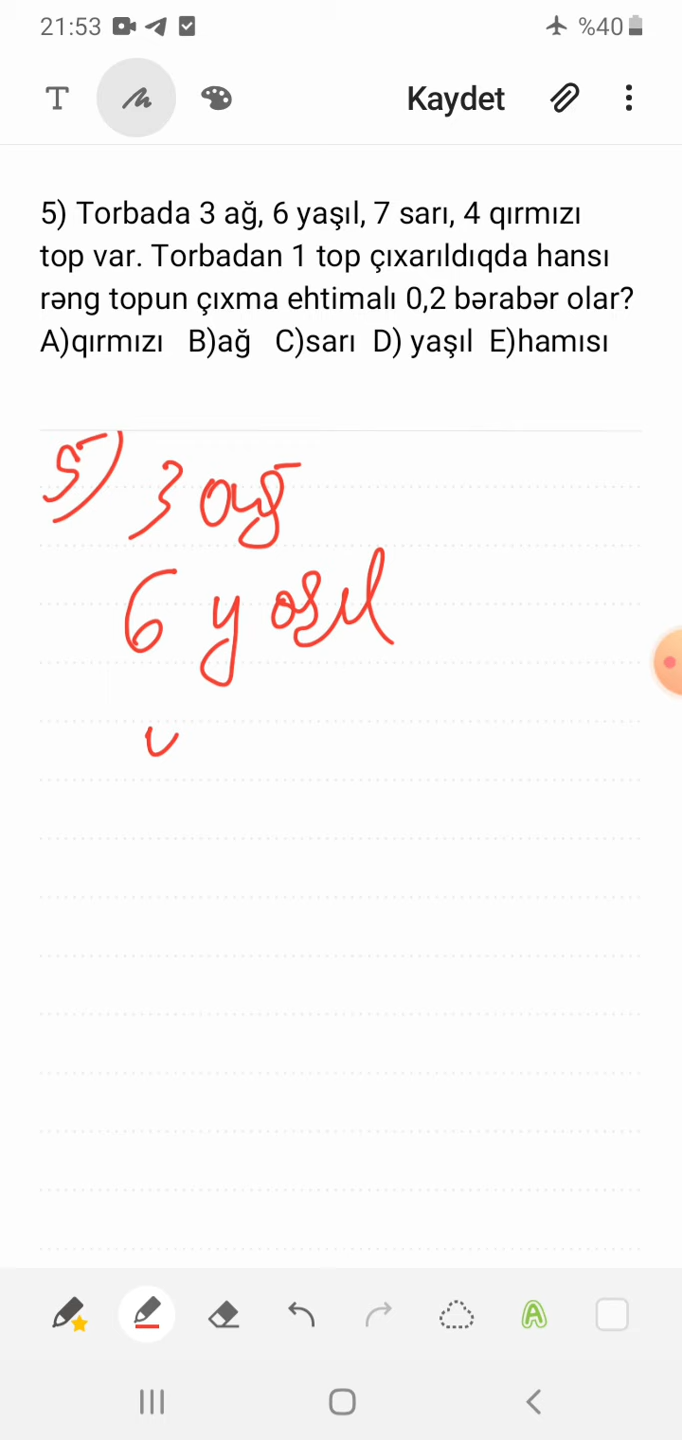 21:53
%40
T
Kaydet
5) Torbada 3 ağ, 6 yaşıl, 7 sarı, 4 qırmızı
top var. Torbadan 1 top çıxarıldıqda hansı
rəng topun çıxma ehtimalı 0,2 bərabər olar?
A)qırmızı B)ağ C)sarı D) yaşıl E)hamısı
5) 3 ağ
6 yaşıl
A